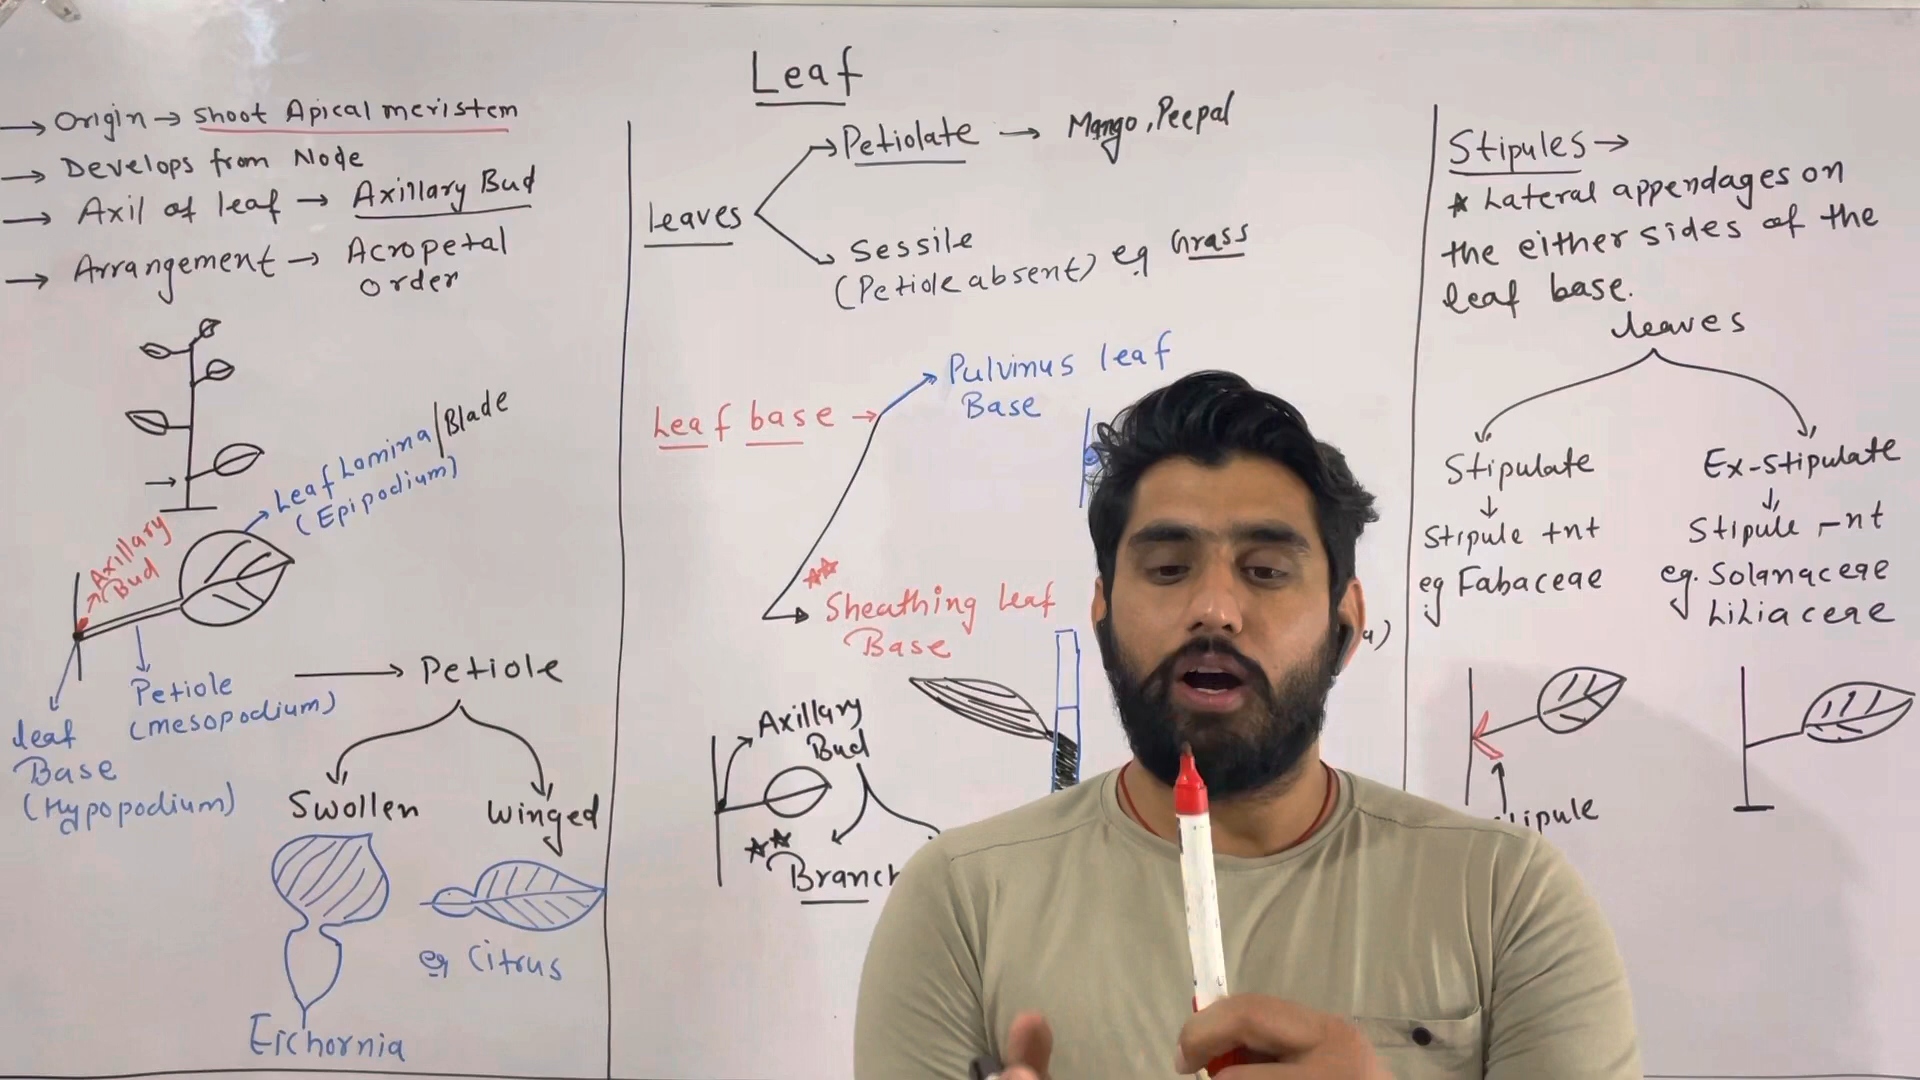 Leaf
→ Origin → Shoot Apical meristem
→ Develops from Node
→ Axil of leaf → Axillary Bud
→ Arrangement → Acropetal
Order
Leaf Lamina/Blade
(Epipodium)
Axillary
Bud
Petiole
(mesopodium)
leaf
Base
(Hypopodium)
→ Petiole
Swollen
Winged
Eichornia
eg Citrus
leaves
Petiolate → Mango, Peepal
Sessile
(Petiole absent) eg Grass
Leaf base →
Pulvinus leaf
Base
Sheathing leaf
Base
Axillary
Bud
Branch
Stipules →
* Lateral appendages on
the either sides of the
leaf base.
leaves
Stipulate
Stipule +nt
eg Fabaceae
Ex-stipulate
Stipule -nt
eg. Solanaceae
Liliaceae